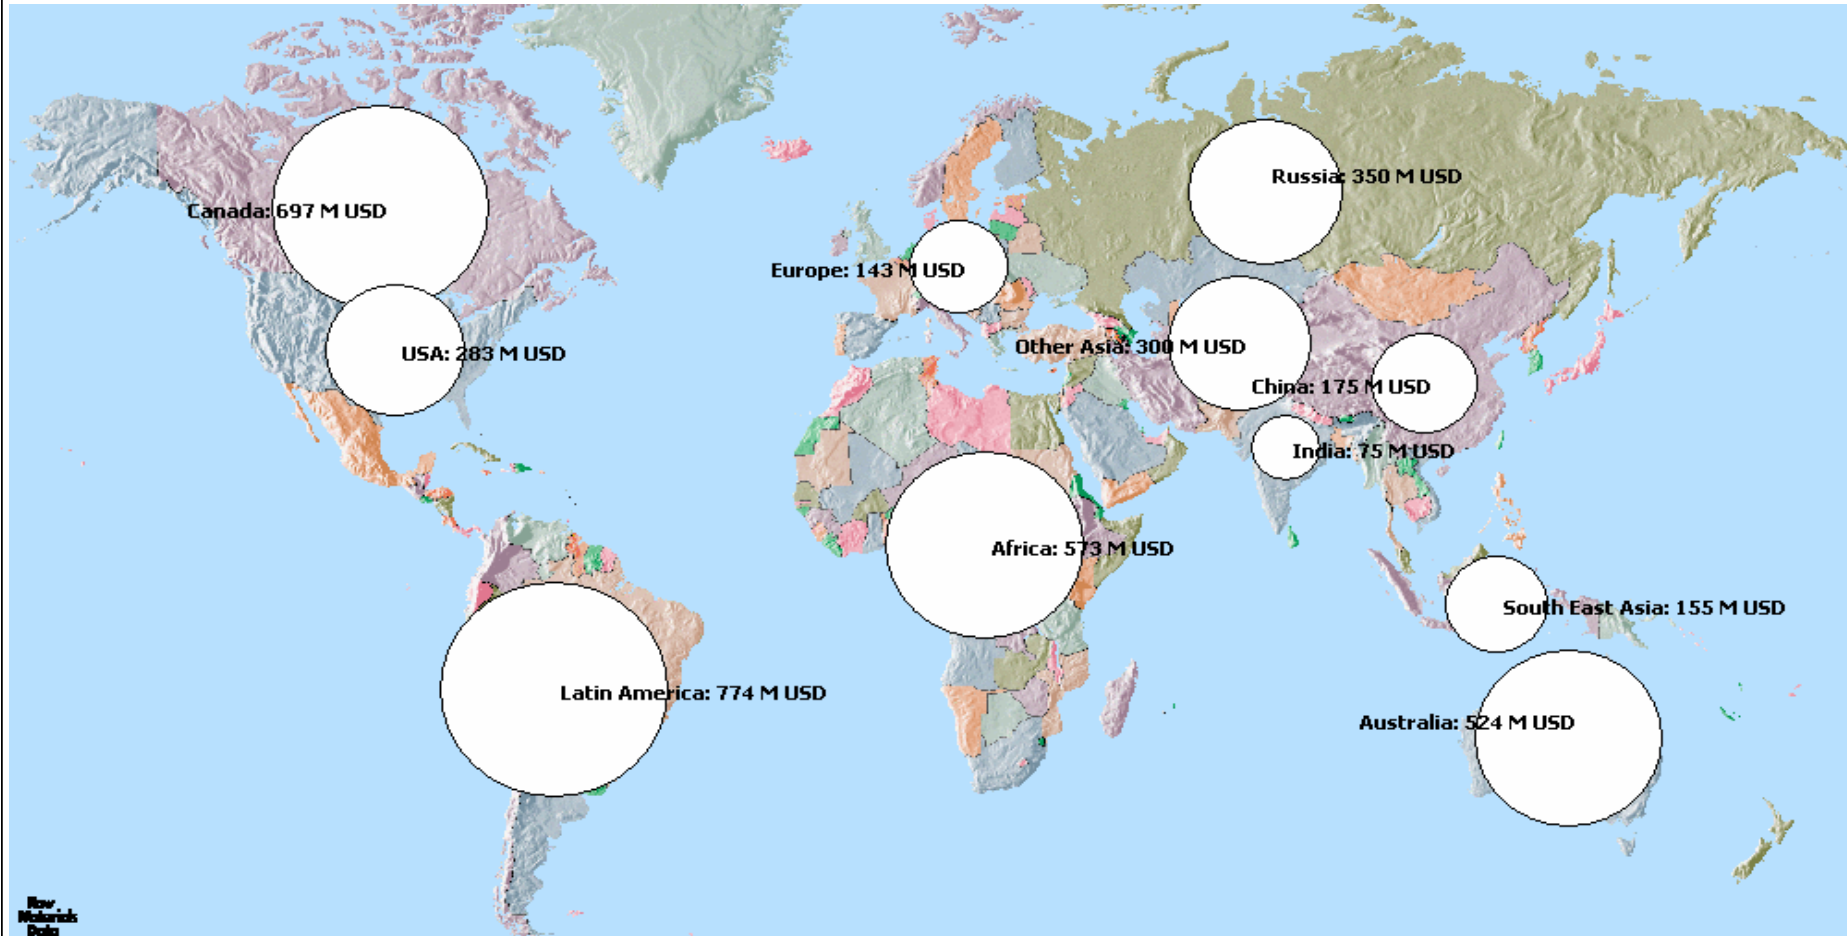 Russia: 350 M USD
Canada: 697 M USD
Europe: 143 M USD
Other Asia: 300 M USD
USA: 283 M USD
China: 175 M USD
India: 75 M USD
Africa: 573 M USD
South East Asia: 155 M USD
Latin America: 774 M USD
Australia: 524 M USD
Raw
Materials
Data